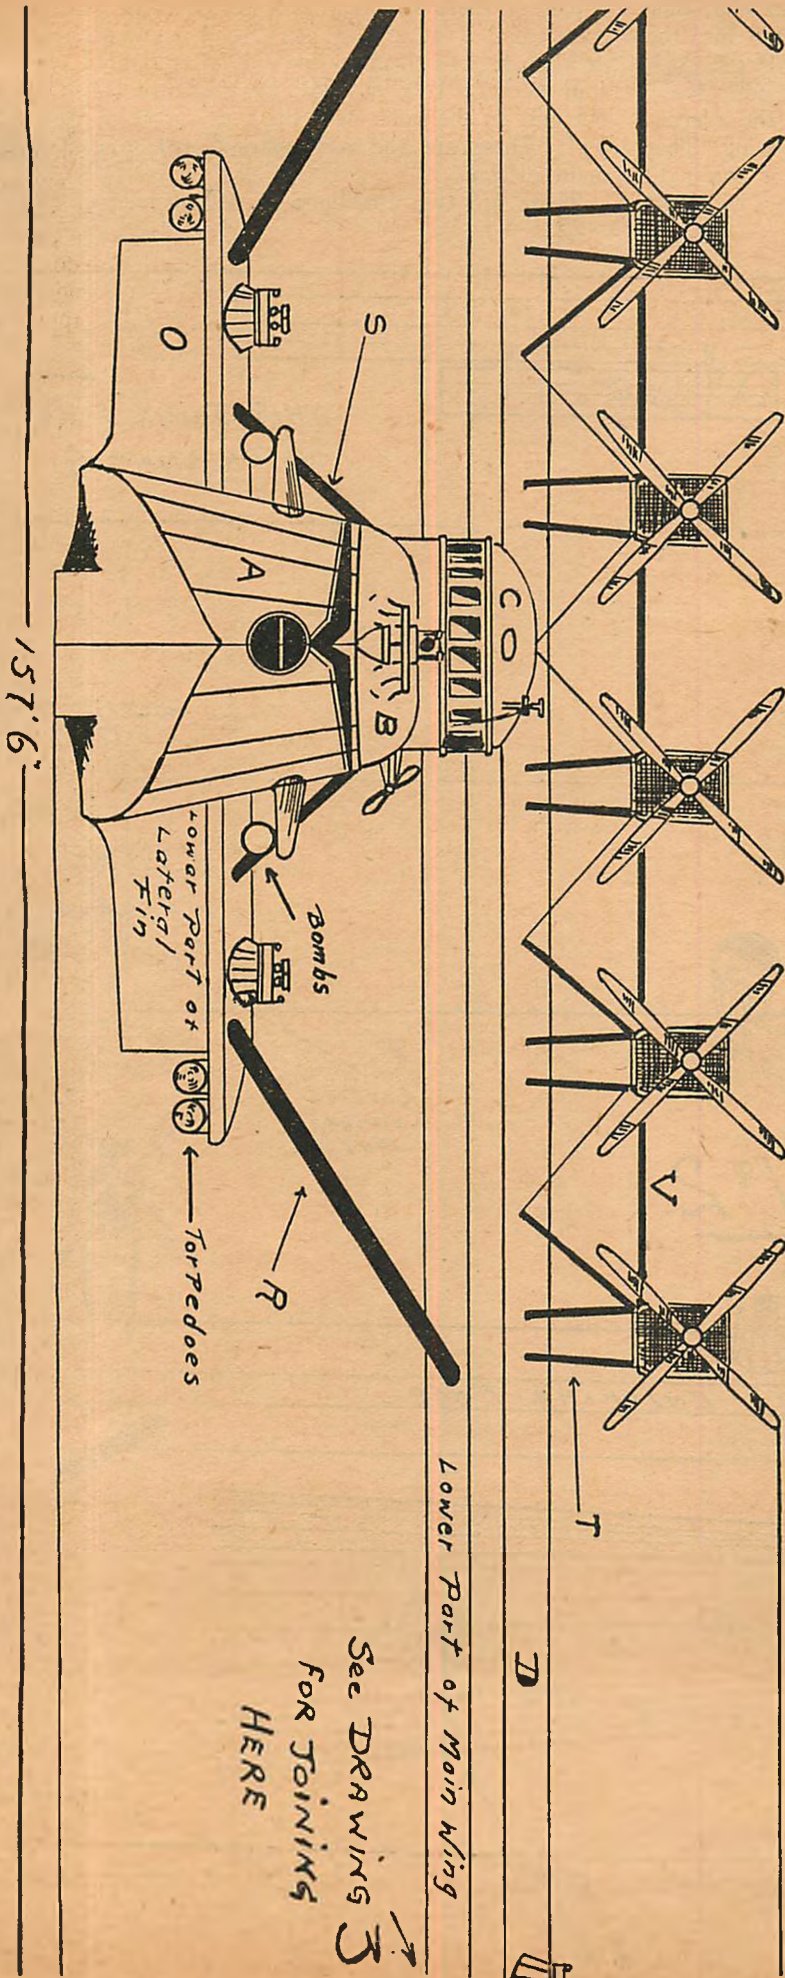 S
O
A
C
O
B
Lower Part of
Lateral
Fin
Bombs
Torpedoes
R
V
T
D
Lower Part of Main Wing
See DRAWING 3
FOR JOINING
HERE
157'6"